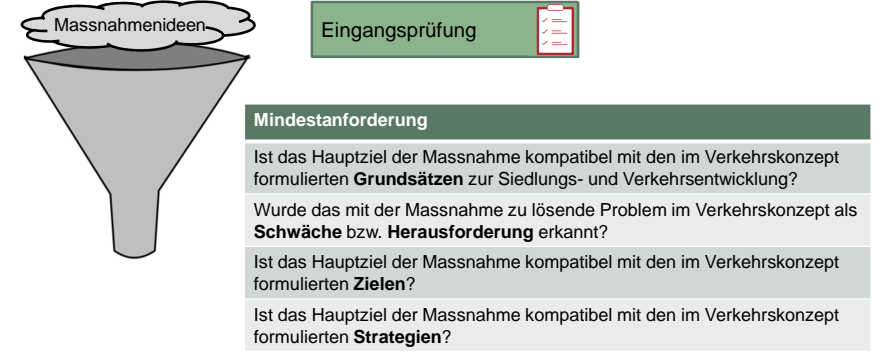 Massnahmenideen
Eingangsprüfung
Mindestanforderung
Ist das Hauptziel der Massnahme kompatibel mit den im Verkehrskonzept
formulierten Grundsätzen zur Siedlungs- und Verkehrsentwicklung?
Wurde das mit der Massnahme zu lösende Problem im Verkehrskonzept als
Schwäche bzw. Herausforderung erkannt?
Ist das Hauptziel der Massnahme kompatibel mit den im Verkehrskonzept
formulierten Zielen?
Ist das Hauptziel der Massnahme kompatibel mit den im Verkehrskonzept
formulierten Strategien?